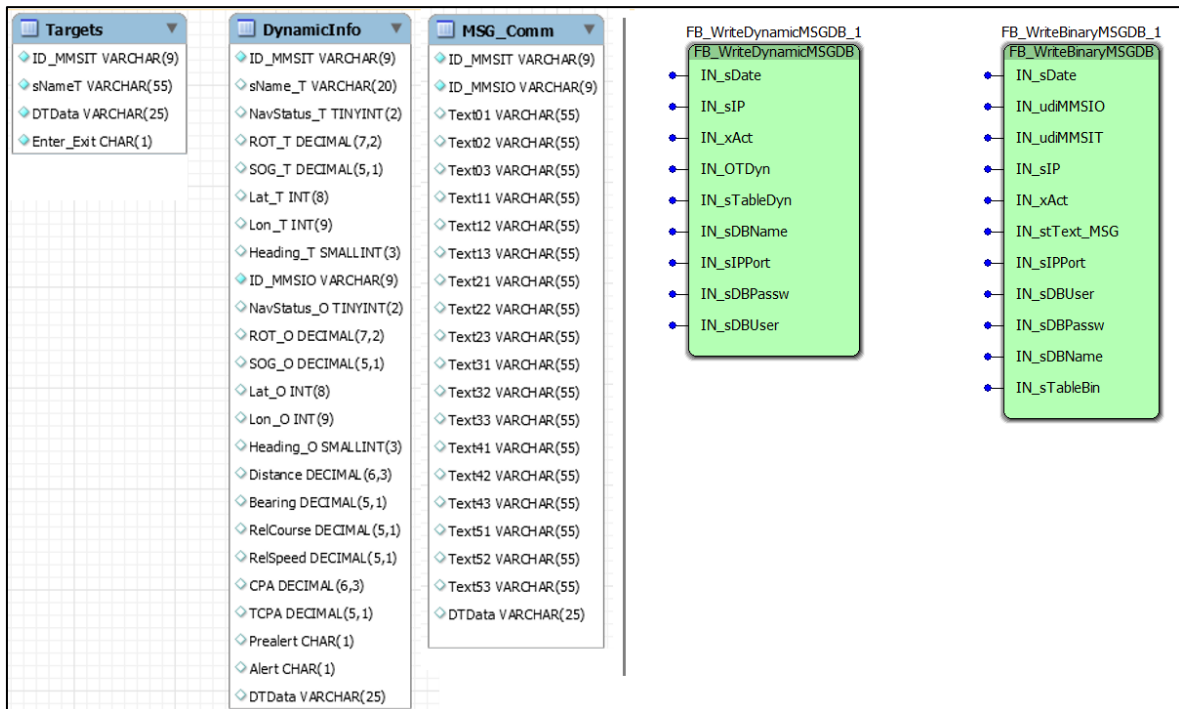 Targets
ID_MMSIT VARCHAR(9)
sNameT VARCHAR(55)
DTData VARCHAR(25)
Enter_Exit CHAR(1)
DynamicInfo
ID_MMSIT VARCHAR(9)
sName_T VARCHAR(20)
NavStatus_T TINYINT(2)
ROT_T DECIMAL(7,2)
SOG_T DECIMAL(5,1)
Lat_T INT(8)
Lon_T INT(9)
Heading_T SMALLINT(3)
ID_MMSIO VARCHAR(9)
NavStatus_O TINYINT(2)
ROT_O DECIMAL(7,2)
SOG_O DECIMAL(5,1)
Lat_O INT(8)
Lon_O INT(9)
Heading_O SMALLINT(3)
Distance DECIMAL(6,3)
Bearing DECIMAL(5,1)
RelCourse DECIMAL(5,1)
RelSpeed DECIMAL(5,1)
CPA DECIMAL(6,3)
TCPA DECIMAL(5,1)
Prealert CHAR(1)
Alert CHAR(1)
DTData VARCHAR(25)
MSG_Comm
ID_MMSIT VARCHAR(9)
ID_MMSIO VARCHAR(9)
Text01 VARCHAR(55)
Text02 VARCHAR(55)
Text03 VARCHAR(55)
Text11 VARCHAR(55)
Text12 VARCHAR(55)
Text13 VARCHAR(55)
Text21 VARCHAR(55)
Text22 VARCHAR(55)
Text23 VARCHAR(55)
Text31 VARCHAR(55)
Text32 VARCHAR(55)
Text33 VARCHAR(55)
Text41 VARCHAR(55)
Text42 VARCHAR(55)
Text43 VARCHAR(55)
Text51 VARCHAR(55)
Text52 VARCHAR(55)
Text53 VARCHAR(55)
DTData VARCHAR(25)
FB_WriteDynamicMSGDB_1
FB_WriteDynamicMSGDB
IN_sDate
IN_sIP
IN_xAct
IN_OTDyn
IN_sTableDyn
IN_sDBName
IN_sIPPort
IN_sDBPassw
IN_sDBUser
FB_WriteBinaryMSGDB_1
FB_WriteBinaryMSGDB
IN_sDate
IN_udiMMSIO
IN_udiMMSIT
IN_sIP
IN_xAct
IN_stText_MSG
IN_sIPPort
IN_sDBUser
IN_sDBPassw
IN_sDBName
IN_sTableBin